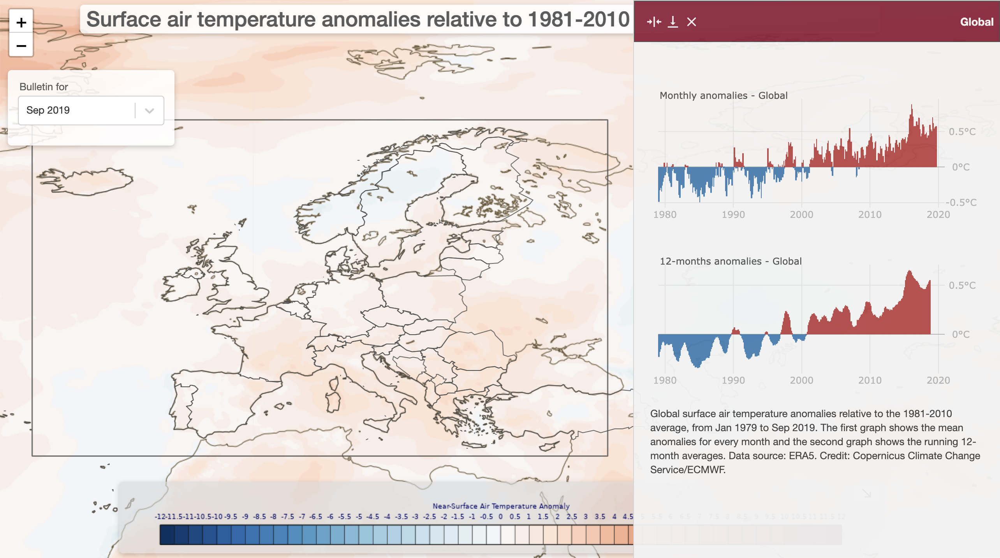 +
−
Surface air temperature anomalies relative to 1981-2010
Bulletin for
Sep 2019
Global
Monthly anomalies - Global
0.5°C
0°C
-0.5°C
1980 1990 2000 2010 2020
12-months anomalies - Global
0.5°C
0°C
1980 1990 2000 2010 2020
Global surface air temperature anomalies relative to the 1981-2010
average, from Jan 1979 to Sep 2019. The first graph shows the mean
anomalies for every month and the second graph shows the running 12-
month averages. Data source: ERA5. Credit: Copernicus Climate Change
Service/ECMWF.
Near-Surface Air Temperature Anomaly
-12 -11.5 -11 -10.5 -10 -9.5 -9 -8.5 -8 -7.5 -7 -6.5 -6 -5.5 -5 -4.5 -4 -3.5 -3 -2.5 -2 -1.5 -1 -0.5 0 0.5 1 1.5 2 2.5 3 3.5 4 4.5 5 5.5 6 6.5 7 7.5 8 8.5 9 9.5 10 10.5 11 11.5 12